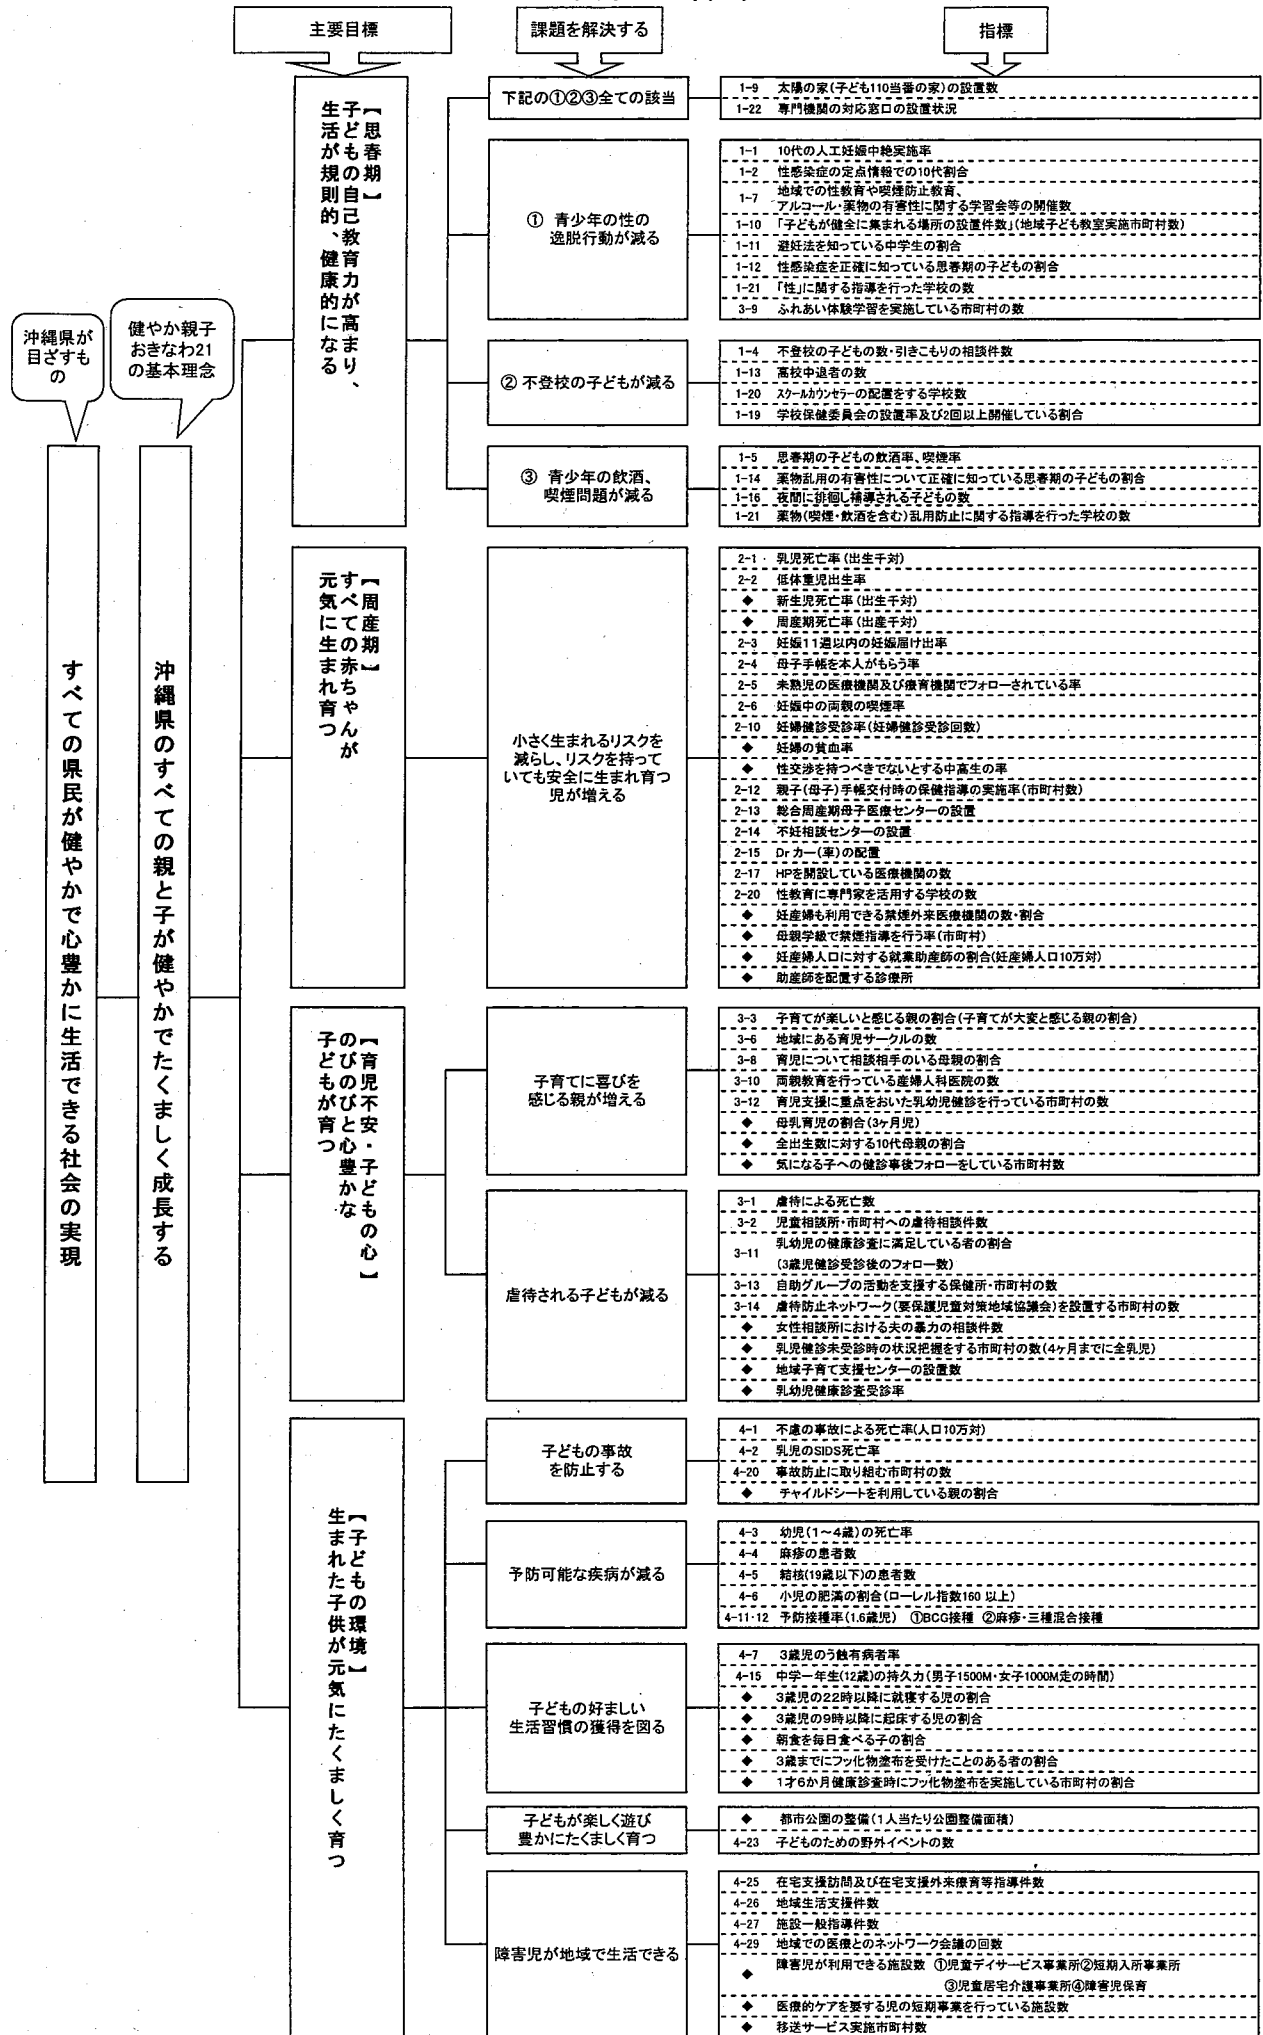 主要目標
課題を解決する
指標
沖縄県が
目ざすも
の
健やか親子
おきなわ21
の基本理念
すべての県民が健やかで心豊かに生活できる社会の実現
沖縄県のすべての親と子が健やかでたくましく成長する
【思春期】
子どもの自己教育力が高まり、
生活が規則的、健康的になる
下記の①②③全ての該当
1-9 太陽の家(子ども110当番の家)の設置数
1-22 専門機関の対応窓口の設置状況
① 青少年の性の
逸脱行動が減る
1-1 10代の人工妊娠中絶実施率
1-2 性感染症の定点情報での10代割合
1-7 地域での性教育や喫煙防止教育、
アルコール・薬物の有害性に関する学習会等の開催数
1-10 「子どもが健全に集まれる場所の設置件数」(地域子ども教室実施市町村数)
1-11 避妊法を知っている中学生の割合
1-12 性感染症を正確に知っている思春期の子どもの割合
1-21 「性」に関する指導を行った学校の数
3-9 ふれあい体験学習を実施している市町村の数
② 不登校の子どもが減る
1-4 不登校の子どもの数・引きこもりの相談件数
1-13 高校中退者の数
1-20 スクールカウンセラーの配置をする学校数
1-19 学校保健委員会の設置率及び2回以上開催している割合
③ 青少年の飲酒、
喫煙問題が減る
1-5 思春期の子どもの飲酒率、喫煙率
1-14 薬物乱用の有害性について正確に知っている思春期の子どもの割合
1-16 夜間に徘徊し補導される子どもの数
1-21 薬物(喫煙・飲酒を含む)乱用防止に関する指導を行った学校の数
【周産期】
すべての赤ちゃんが
元気に生まれ育つ
小さく生まれるリスクを
減らし、リスクを持って
いても安全に生まれ育つ
児が増える
2-1 乳児死亡率(出生千対)
2-2 低体重児出生率
◆ 新生児死亡率(出生千対)
◆ 周産期死亡率(出産千対)
2-3 妊娠11週以内の妊娠届け出率
2-4 母子手帳を本人がもらう率
2-5 未熟児の医療機関及び療育機関でフォローされている率
2-6 妊娠中の両親の喫煙率
2-10 妊婦健診受診率(妊婦健診受診回数)
◆ 妊婦の貧血率
◆ 性交渉を持つべきでないとする中高生の率
2-12 親子(母子)手帳交付時の保健指導の実施率(市町村数)
2-13 総合周産期母子医療センターの設置
2-14 不妊相談センターの設置
2-15 Drカー(車)の配置
2-17 HPを開設している医療機関の数
2-20 性教育に専門家を活用する学校の数
◆ 妊産婦も利用できる禁煙外来医療機関の数・割合
◆ 母親学級で禁煙指導を行う率(市町村)
◆ 妊産婦人口に対する就業助産師の割合(妊産婦人口10万対)
◆ 助産師を配置する診療所
【育児不安・子どもの心】
のびのびと心豊かな
子どもが育つ
子育てに喜びを
感じる親が増える
3-3 子育てが楽しいと感じる親の割合(子育てが大変と感じる親の割合)
3-6 地域にある育児サークルの数
3-8 育児について相談相手のいる母親の割合
3-10 両親教育を行っている産婦人科医院の数
3-12 育児支援に重点をおいた乳幼児健診を行っている市町村の数
◆ 母乳育児の割合(3ヶ月児)
◆ 全出生数に対する10代母親の割合
◆ 気になる子への健診事後フォローをしている市町村数
虐待される子どもが減る
3-1 虐待による死亡数
3-2 児童相談所・市町村への虐待相談件数
3-11 乳幼児の健康診査に満足している者の割合
(3歳児健診受診後のフォロー数)
3-13 自助グループの活動を支援する保健所・市町村の数
3-14 虐待防止ネットワーク(要保護児童対策地域協議会)を設置する市町村の数
◆ 女性相談所における夫の暴力の相談件数
◆ 乳児健診未受診時の状況把握をする市町村の数(4ヶ月までに全乳児)
◆ 地域子育て支援センターの設置数
◆ 乳幼児健康診査受診率
【子どもの環境】
生まれた子供が元気にたくましく育つ
子どもの事故
を防止する
4-1 不慮の事故による死亡率(人口10万対)
4-2 乳児のSIDS死亡率
4-20 事故防止に取り組む市町村の数
◆ チャイルドシートを利用している親の割合
予防可能な疾病が減る
4-3 幼児(1〜4歳)の死亡率
4-4 麻疹の患者数
4-5 結核(19歳以下)の患者数
4-6 小児の肥満の割合(ローレル指数160 以上)
4-11・12 予防接種率(1.6歳児) ①BCG接種 ②麻疹・三種混合接種
子どもの好ましい
生活習慣の獲得を図る
4-7 3歳児のう蝕有病者率
4-15 中学一年生(12歳)の持久力(男子1500M・女子1000M走の時間)
◆ 3歳児の22時以降に就寝する児の割合
◆ 3歳児の9時以降に起床する児の割合
◆ 朝食を毎日食べる子の割合
◆ 3歳までにフッ化物塗布を受けたことのある者の割合
◆ 1才6か月健康診査時にフッ化物塗布を実施している市町村の割合
子どもが楽しく遊び
豊かにたくましく育つ
◆ 都市公園の整備(1人当たり公園整備面積)
4-23 子どものための野外イベントの数
障害児が地域で生活できる
4-25 在宅支援訪問及び在宅支援外来療育等指導件数
4-26 地域生活支援件数
4-27 施設一般指導件数
4-29 地域での医療とのネットワーク会議の回数
◆ 障害児が利用できる施設数 ①児童デイサービス事業所②短期入所事業所
③児童居宅介護事業所④障害児保育
◆ 医療的ケアを要する児の短期事業を行っている施設数
◆ 移送サービス実施市町村数